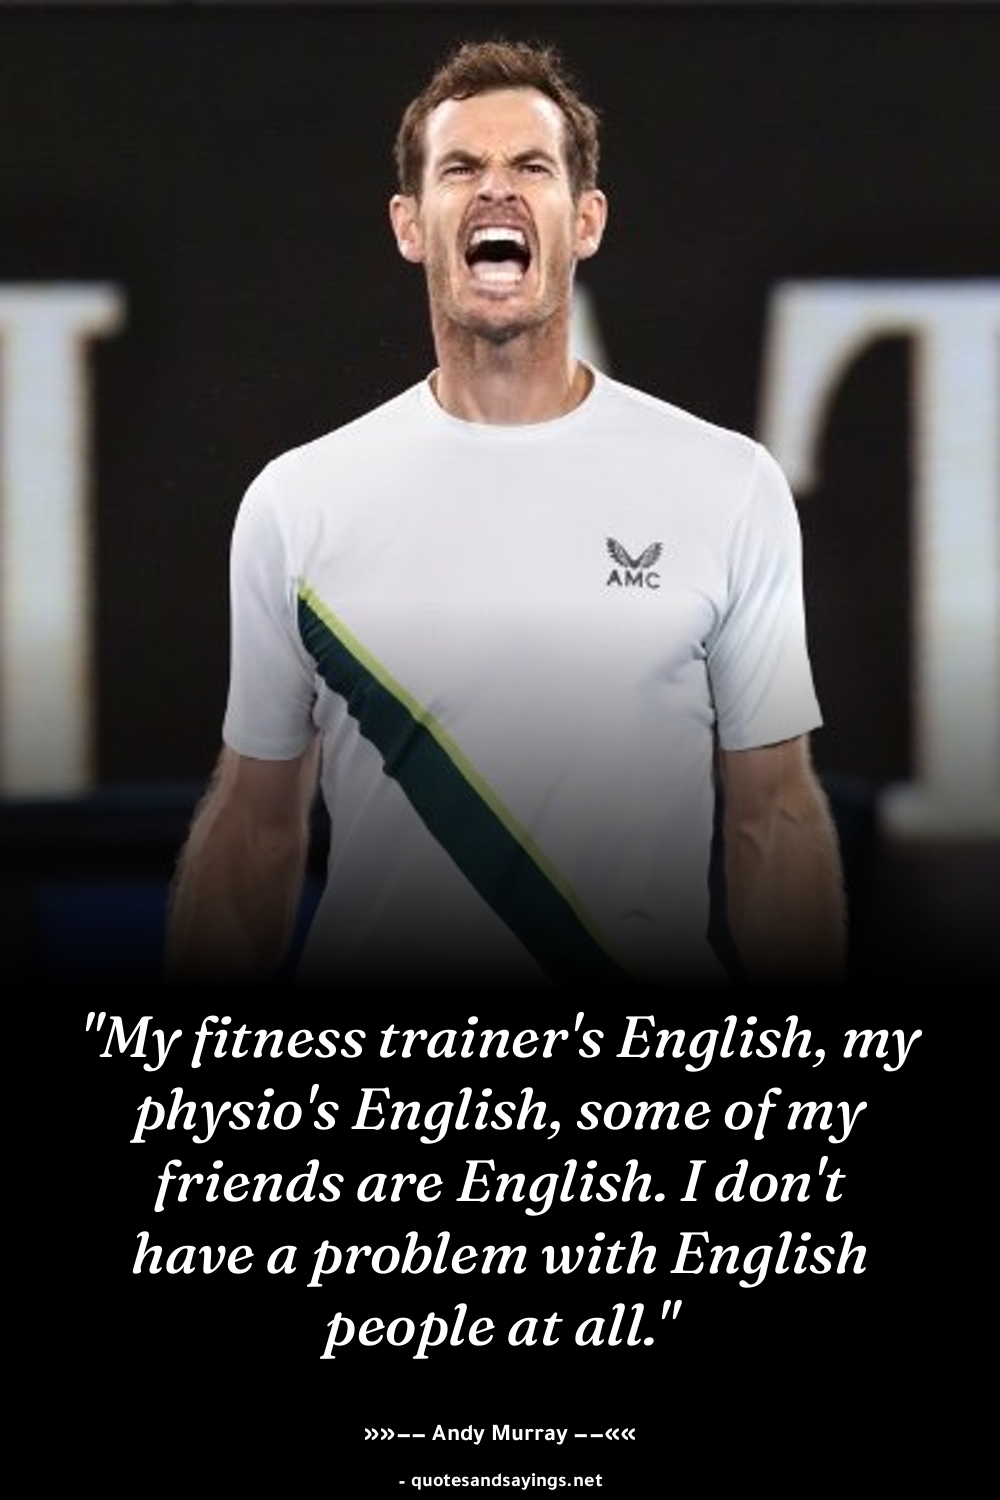 AMC
"My fitness trainer's English, my
physio's English, some of my
friends are English. I don't
have a problem with English
people at all."
»»–– Andy Murray ––««
- quotesandsayings.net